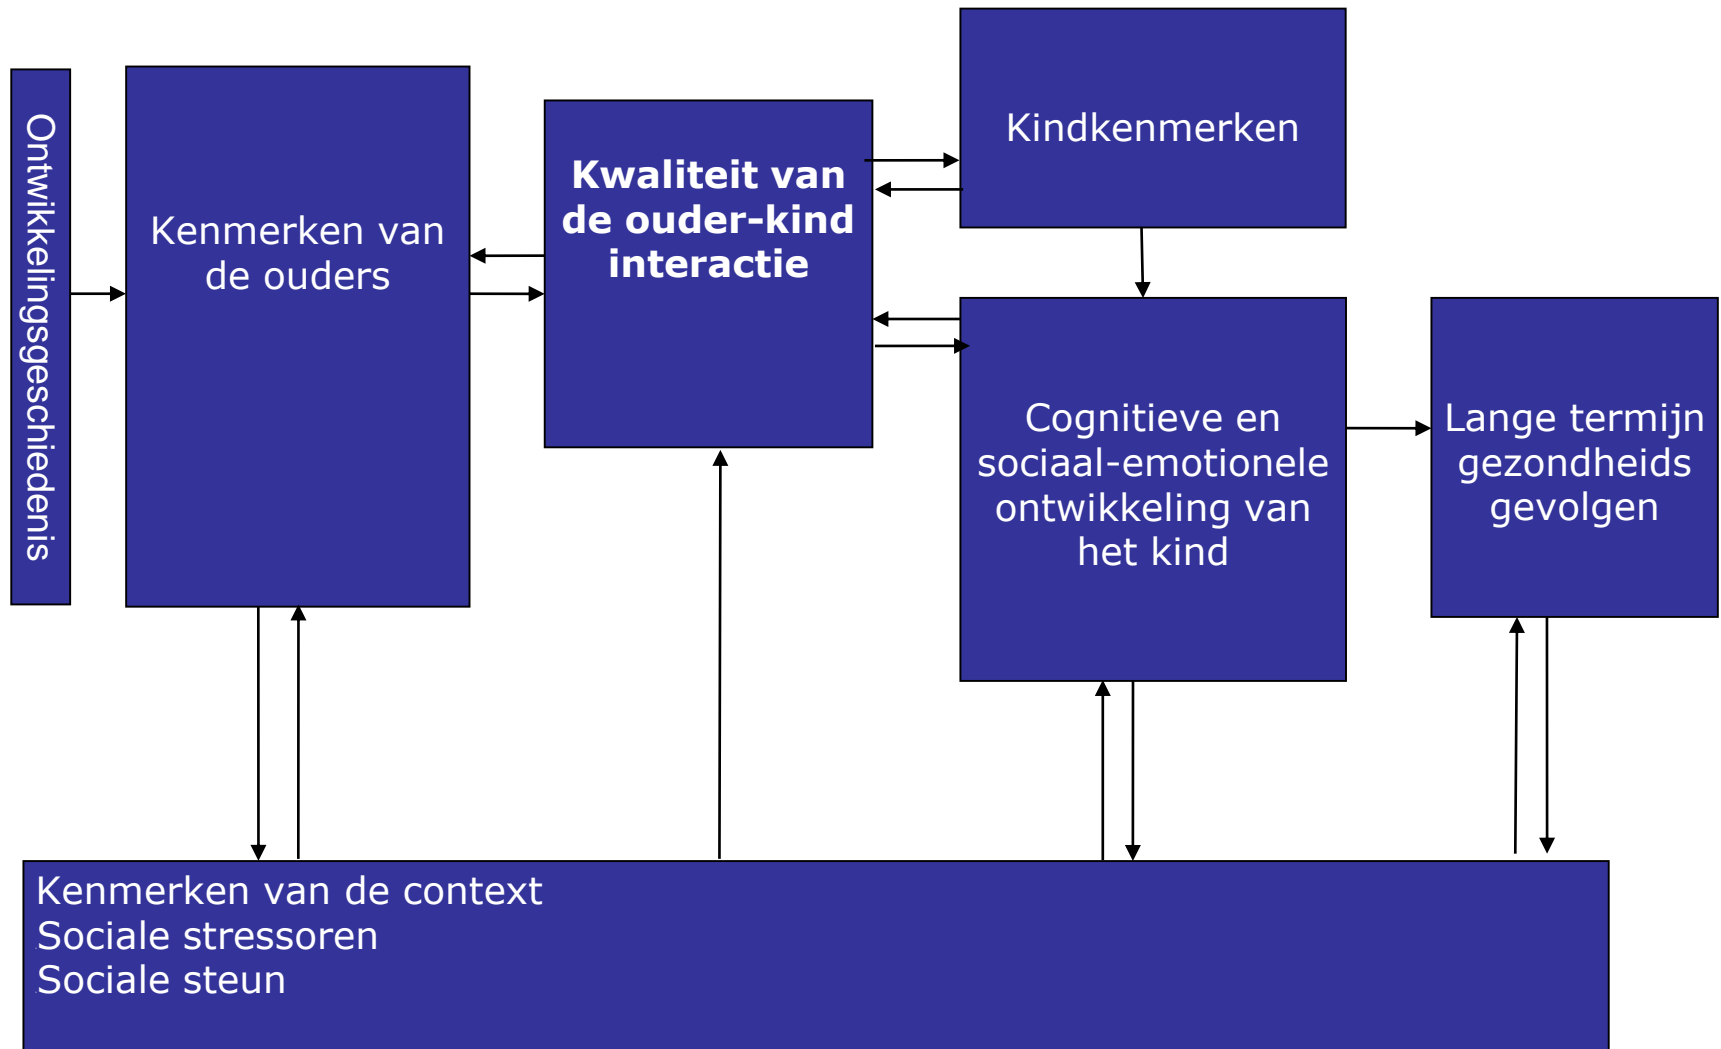 Ontwikkelingsgeschiedenis
Kenmerken van
de ouders
Kwaliteit van
de ouder-kind
interactie
Kindkenmerken
Cognitieve en
sociaal-emotionele
ontwikkeling van
het kind
Lange termijn
gezondheids
gevolgen
Kenmerken van de context
Sociale stressoren
Sociale steun